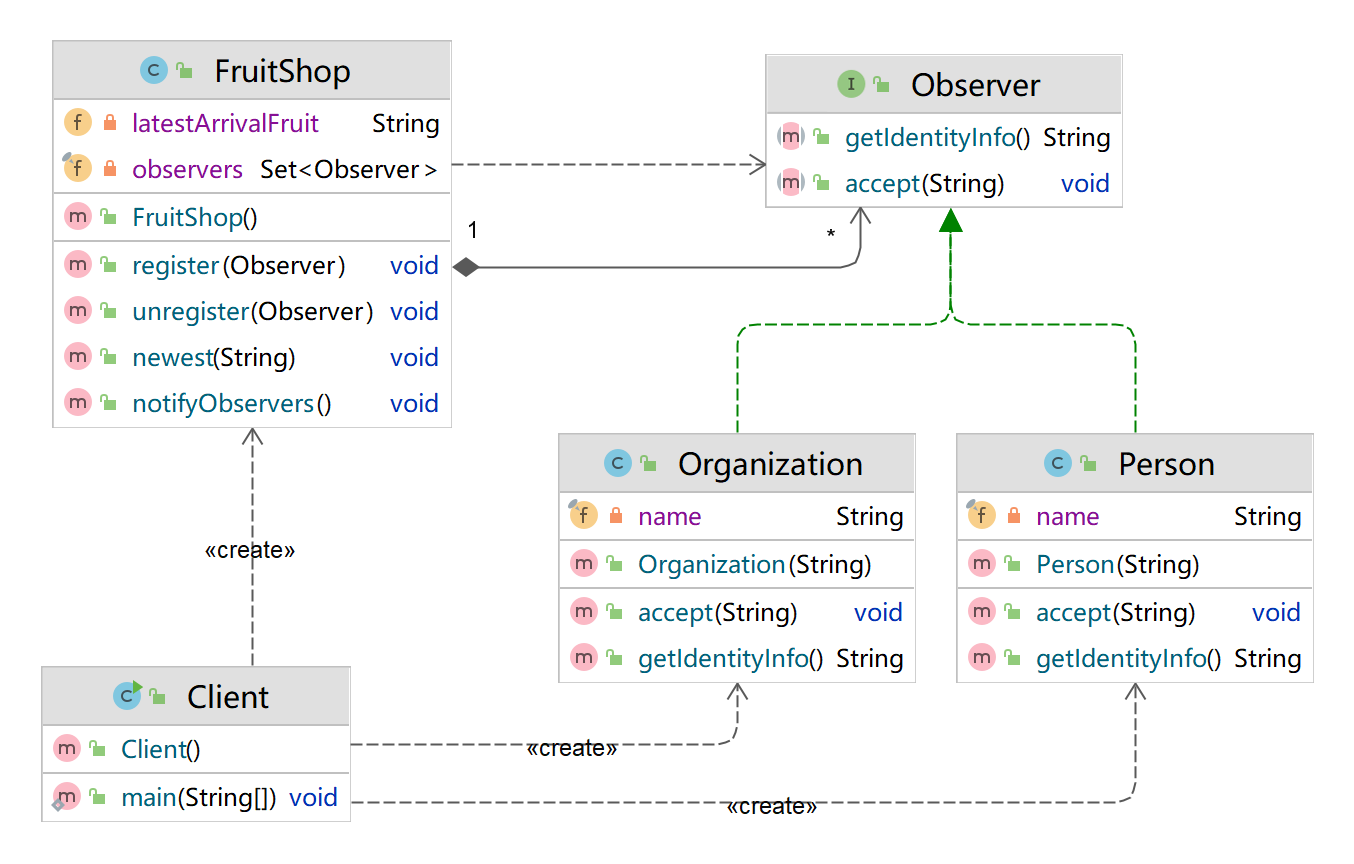 FruitShop
latestArrivalFruit String
observers Set<Observer>
FruitShop()
register(Observer) void
unregister(Observer) void
newest(String) void
notifyObservers() void
Observer
getIdentityInfo() String
accept(String) void
1
*
Organization
name String
Organization(String)
accept(String) void
getIdentityInfo() String
Person
name String
Person(String)
accept(String) void
getIdentityInfo() String
«create»
Client
Client()
main(String[]) void
«create»
«create»